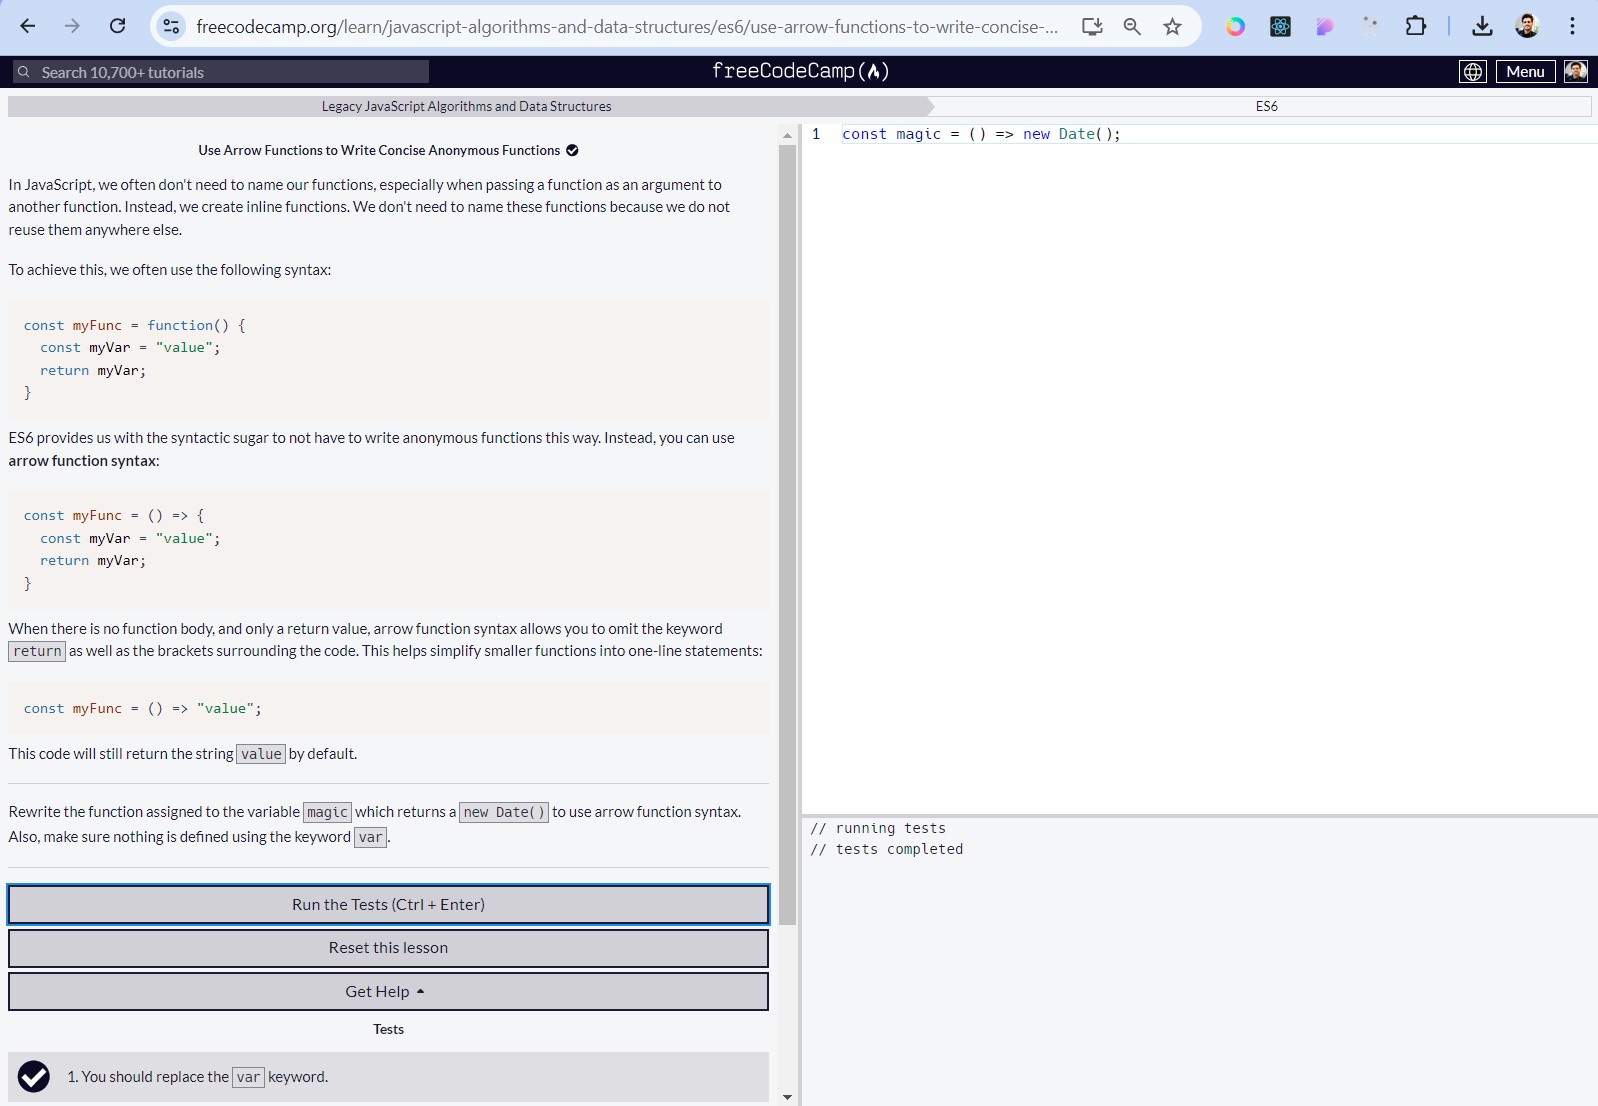 freecodecamp.org/learn/javascript-algorithms-and-data-structures/es6/use-arrow-functions-to-write-concise-...
Search 10,700+ tutorials
freeCodeCamp(🔥)
Menu
Legacy JavaScript Algorithms and Data Structures
ES6
Use Arrow Functions to Write Concise Anonymous Functions
In JavaScript, we often don't need to name our functions, especially when passing a function as an argument to
another function. Instead, we create inline functions. We don't need to name these functions because we do not
reuse them anywhere else.
To achieve this, we often use the following syntax:
const myFunc = function() {
  const myVar = "value";
  return myVar;
}
ES6 provides us with the syntactic sugar to not have to write anonymous functions this way. Instead, you can use
arrow function syntax:
const myFunc = () => {
  const myVar = "value";
  return myVar;
}
When there is no function body, and only a return value, arrow function syntax allows you to omit the keyword
return as well as the brackets surrounding the code. This helps simplify smaller functions into one-line statements:
const myFunc = () => "value";
This code will still return the string value by default.
Rewrite the function assigned to the variable magic which returns a new Date() to use arrow function syntax.
Also, make sure nothing is defined using the keyword var.
Run the Tests (Ctrl + Enter)
Reset this lesson
Get Help
Tests
1. You should replace the var keyword.
1 const magic = () => new Date();
// running tests
// tests completed